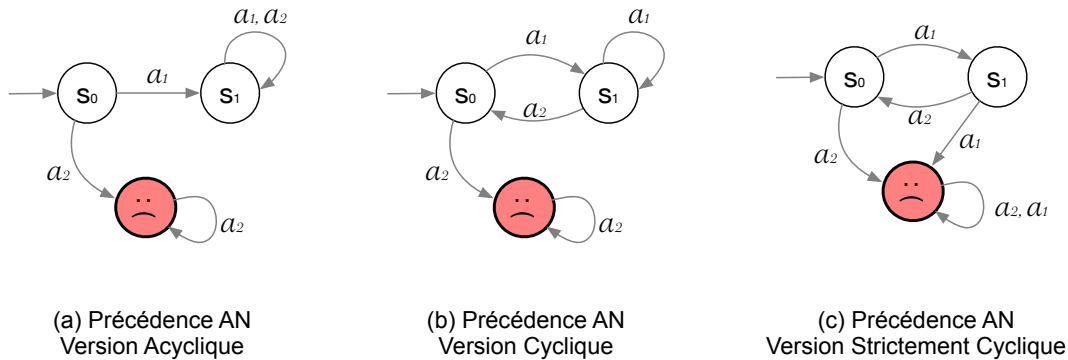 a1, a2
a1
S0
S1
a2
a2
a1
a1
S0
S1
a2
a2
a2
a1
S0
S1
a2
a2
a1
a2, a1
(a) Précédence AN
Version Acyclique
(b) Précédence AN
Version Cyclique
(c) Précédence AN
Version Strictement Cyclique